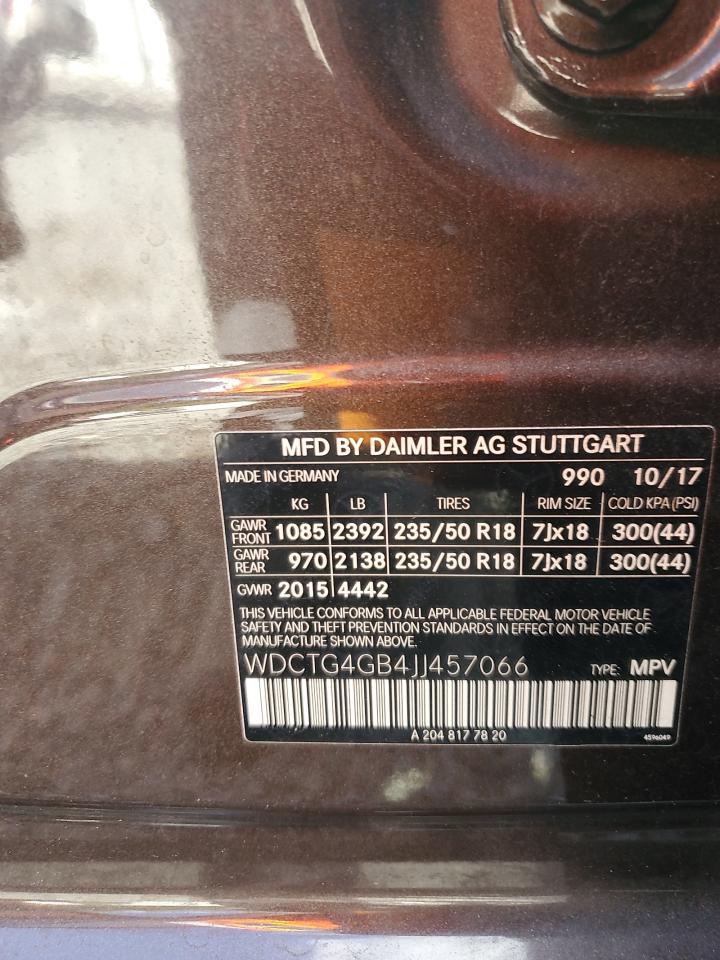 MFD BY DAIMLER AG STUTTGART
MADE IN GERMANY 990 10/17
KG LB TIRES RIM SIZE COLD KPA (PSI)
GAWR FRONT 1085 2392 235/50 R18 7Jx18 300(44)
GAWR REAR 970 2138 235/50 R18 7Jx18 300(44)
GVWR 2015 4442
THIS VEHICLE CONFORMS TO ALL APPLICABLE FEDERAL MOTOR VEHICLE
SAFETY AND THEFT PREVENTION STANDARDS IN EFFECT ON THE DATE OF
MANUFACTURE SHOWN ABOVE.
WDCTG4GB4JJ457066 TYPE: MPV
A 204 817 78 20 4596049